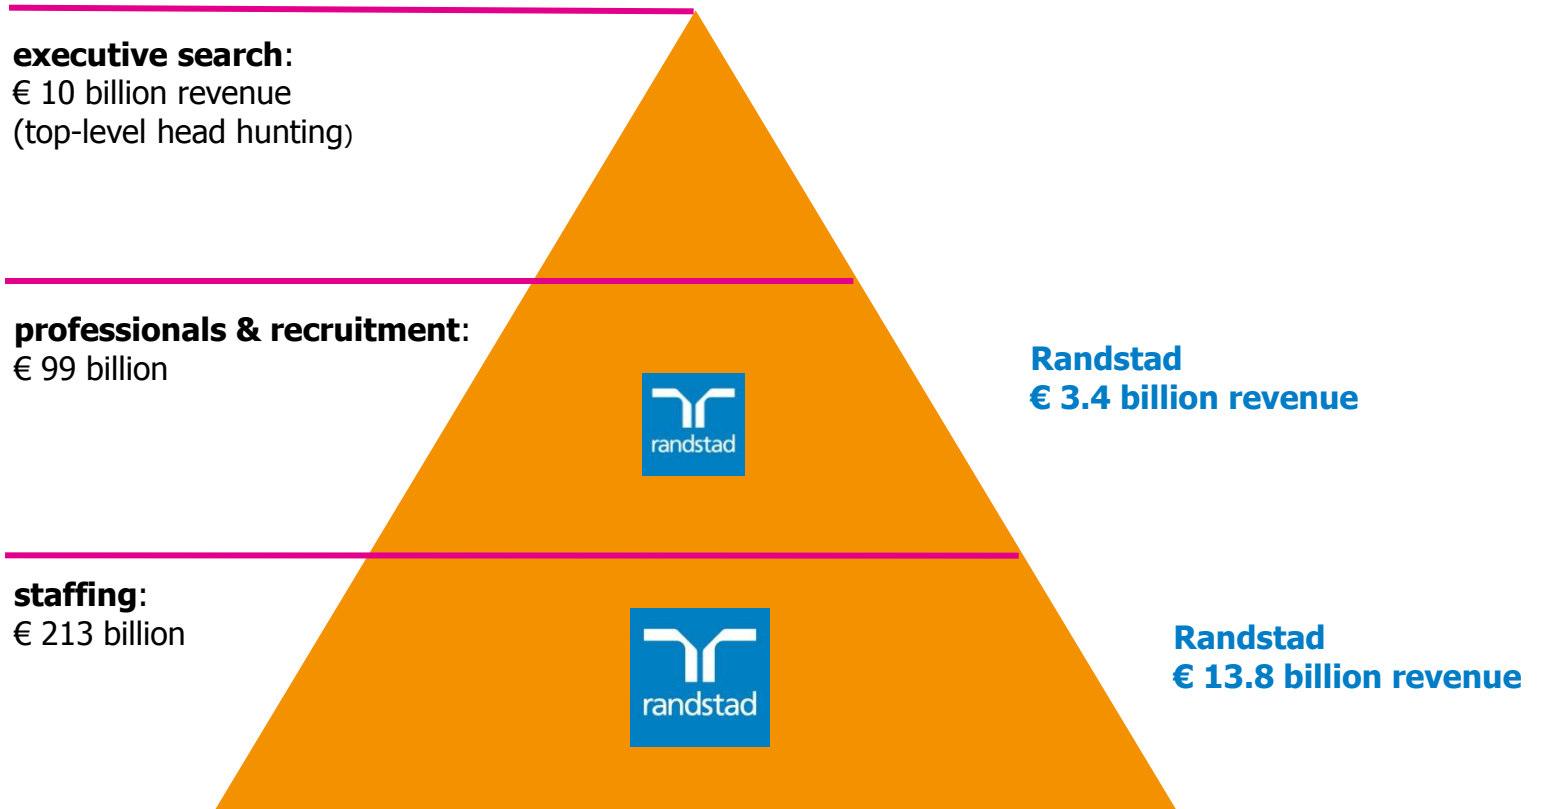 executive search:
€ 10 billion revenue
(top-level head hunting)
professionals & recruitment:
€ 99 billion
randstad
Randstad
€ 3.4 billion revenue
staffing:
€ 213 billion
randstad
Randstad
€ 13.8 billion revenue